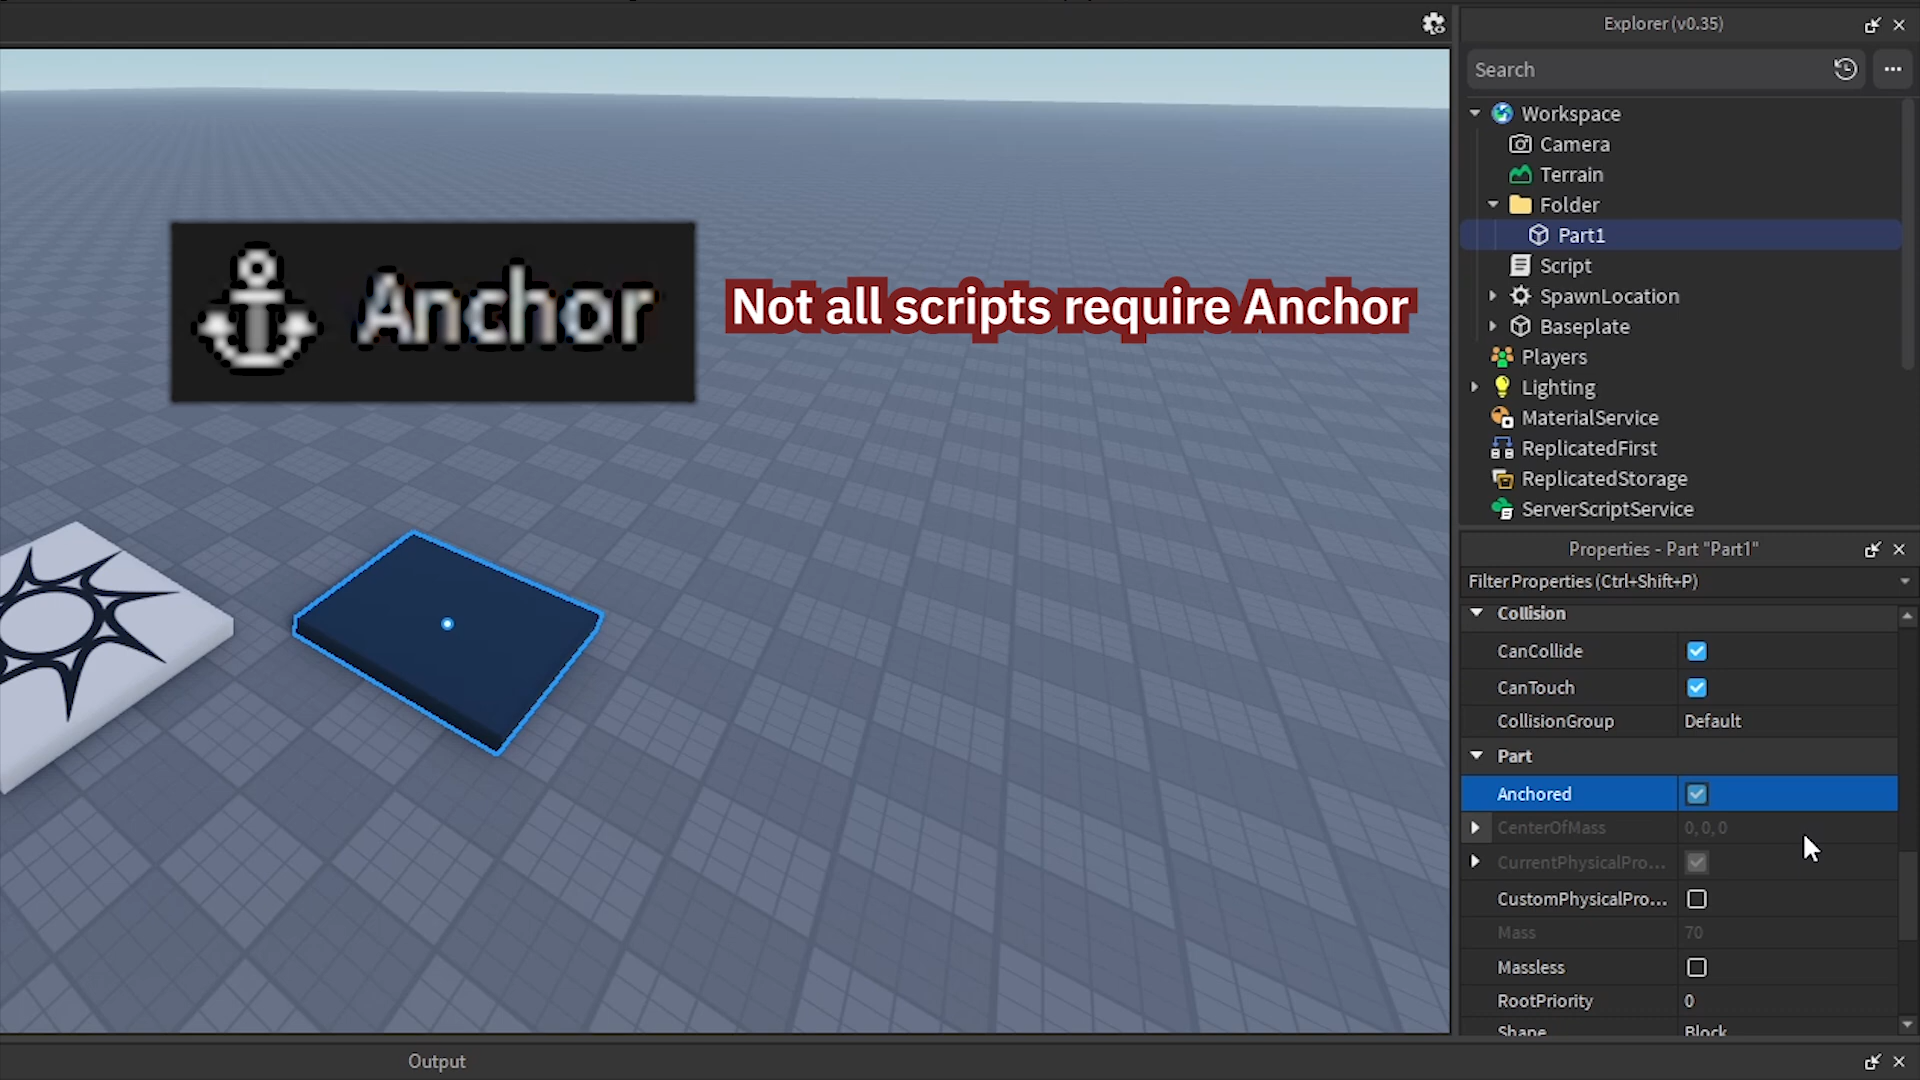 Explorer (v0.35)
Search
Workspace
Camera
Terrain
Folder
Part1
Script
SpawnLocation
Baseplate
Players
Lighting
MaterialService
ReplicatedFirst
ReplicatedStorage
ServerScriptService
Anchor
Not all scripts require Anchor
Properties - Part "Part1"
Filter Properties (Ctrl+Shift+P)
Collision
CanCollide
CanTouch
CollisionGroup Default
Part
Anchored
CenterOfMass 0, 0, 0
CurrentPhysicalPro...
CustomPhysicalPro...
Mass 70
Massless
RootPriority 0
Shape Block
Output